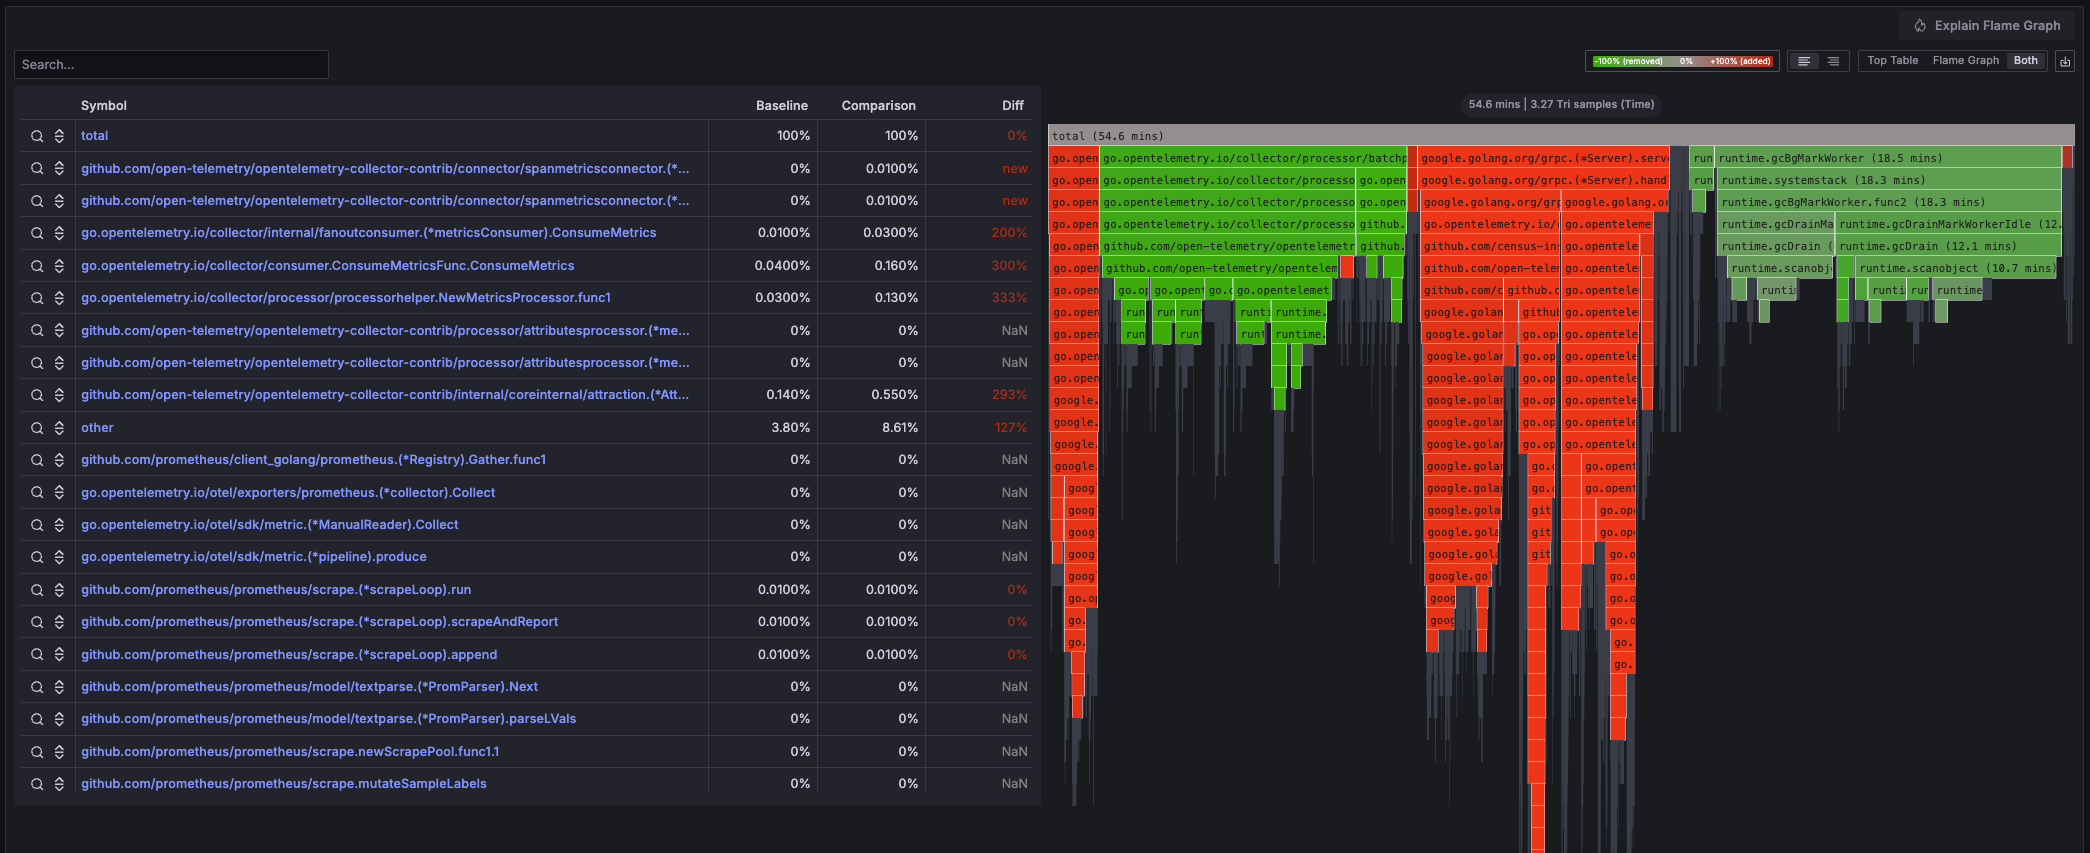 Explain Flame Graph
Search...
-100% (removed) 0% +100% (added)
Top Table Flame Graph Both
Symbol Baseline Comparison Diff
total 100% 100% 0%
github.com/open-telemetry/opentelemetry-collector-contrib/connector/spanmetricsconnector.(*... 0% 0.0100% new
github.com/open-telemetry/opentelemetry-collector-contrib/connector/spanmetricsconnector.(*... 0% 0.0100% new
go.opentelemetry.io/collector/internal/fanoutconsumer.(*metricsConsumer).ConsumeMetrics 0.0100% 0.0300% 200%
go.opentelemetry.io/collector/consumer.ConsumeMetricsFunc.ConsumeMetrics 0.0400% 0.160% 300%
go.opentelemetry.io/collector/processor/processorhelper.NewMetricsProcessor.func1 0.0300% 0.130% 333%
github.com/open-telemetry/opentelemetry-collector-contrib/processor/attributesprocessor.(*me... 0% 0% NaN
github.com/open-telemetry/opentelemetry-collector-contrib/processor/attributesprocessor.(*me... 0% 0% NaN
github.com/open-telemetry/opentelemetry-collector-contrib/internal/coreinternal/attraction.(*Att... 0.140% 0.550% 293%
other 3.80% 8.61% 127%
github.com/prometheus/client_golang/prometheus.(*Registry).Gather.func1 0% 0% NaN
go.opentelemetry.io/otel/exporters/prometheus.(*collector).Collect 0% 0% NaN
go.opentelemetry.io/otel/sdk/metric.(*ManualReader).Collect 0% 0% NaN
go.opentelemetry.io/otel/sdk/metric.(*pipeline).produce 0% 0% NaN
github.com/prometheus/prometheus/scrape.(*scrapeLoop).run 0.0100% 0.0100% 0%
github.com/prometheus/prometheus/scrape.(*scrapeLoop).scrapeAndReport 0.0100% 0.0100% 0%
github.com/prometheus/prometheus/scrape.(*scrapeLoop).append 0.0100% 0.0100% 0%
github.com/prometheus/prometheus/model/textparse.(*PromParser).Next 0% 0% NaN
github.com/prometheus/prometheus/model/textparse.(*PromParser).parseLVals 0% 0% NaN
github.com/prometheus/prometheus/scrape.newScrapePool.func1.1 0% 0% NaN
github.com/prometheus/prometheus/scrape.mutateSampleLabels 0% 0% NaN
54.6 mins | 3.27 Tri samples (Time)
total (54.6 mins)
go.open go.opentelemetry.io/collector/processor/batchp google.golang.org/grpc.(*Server).serv run runtime.gcBgMarkWorker (18.5 mins)
go.open go.opentelemetry.io/collector/processo go.open google.golang.org/grpc.(*Server).hand run runtime.systemstack (18.3 mins)
go.open go.opentelemetry.io/collector/processo go.open google.golang.org/grp google.golang.or runtime.gcBgMarkWorker.func2 (18.3 mins)
go.open go.opentelemetry.io/collector/processo github. go.opentelemetry.io/ go.opentelemet runtime.gcDrainMa runtime.gcDrainMarkWorkerIdle (12.
go.open github.com/open-telemetry/opentelemetr github. github.com/census-in go.opentele runtime.gcDrain ( runtime.gcDrain (12.1 mins)
go.open github.com/open-telemetry/opentelem github.com/open-tele go.opentele runtime.scanobj runtime.scanobject (10.7 mins)
go.open go.op go.opent go.o go.opentelemet github.com/o github.c go.opentele runti runti run runtime
go.open run run runt runti runtime. google.golan github go.opentele
go.open run run runt runti runtime. google.golan go.op go.opentele
go.open google.golan go.op go.opentele
go.open google.golan go.op go.opentele
google. google.golan go.op go.opentele
google. google.golan go.op go.opentele
google. google.golan go.op go.opentele
google. google.golan go.o go.opent
goog google.gola go.o go.opent
goog google.gola git go.op
goog google.gola git go.op
goog google.gol git go.o
goog google.go go.o
go.op goog go.o
go. goog go.o
go. go.
go.